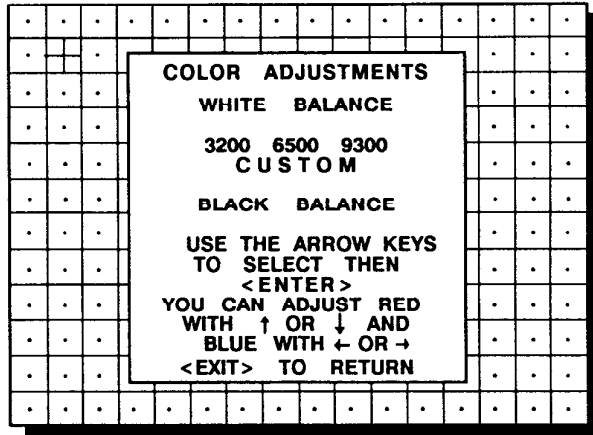 COLOR ADJUSTMENTS
WHITE BALANCE
3200 6500 9300
CUSTOM
BLACK BALANCE
USE THE ARROW KEYS
TO SELECT THEN
<ENTER>
YOU CAN ADJUST RED
WITH ↑ OR ↓ AND
BLUE WITH ← OR →
<EXIT> TO RETURN